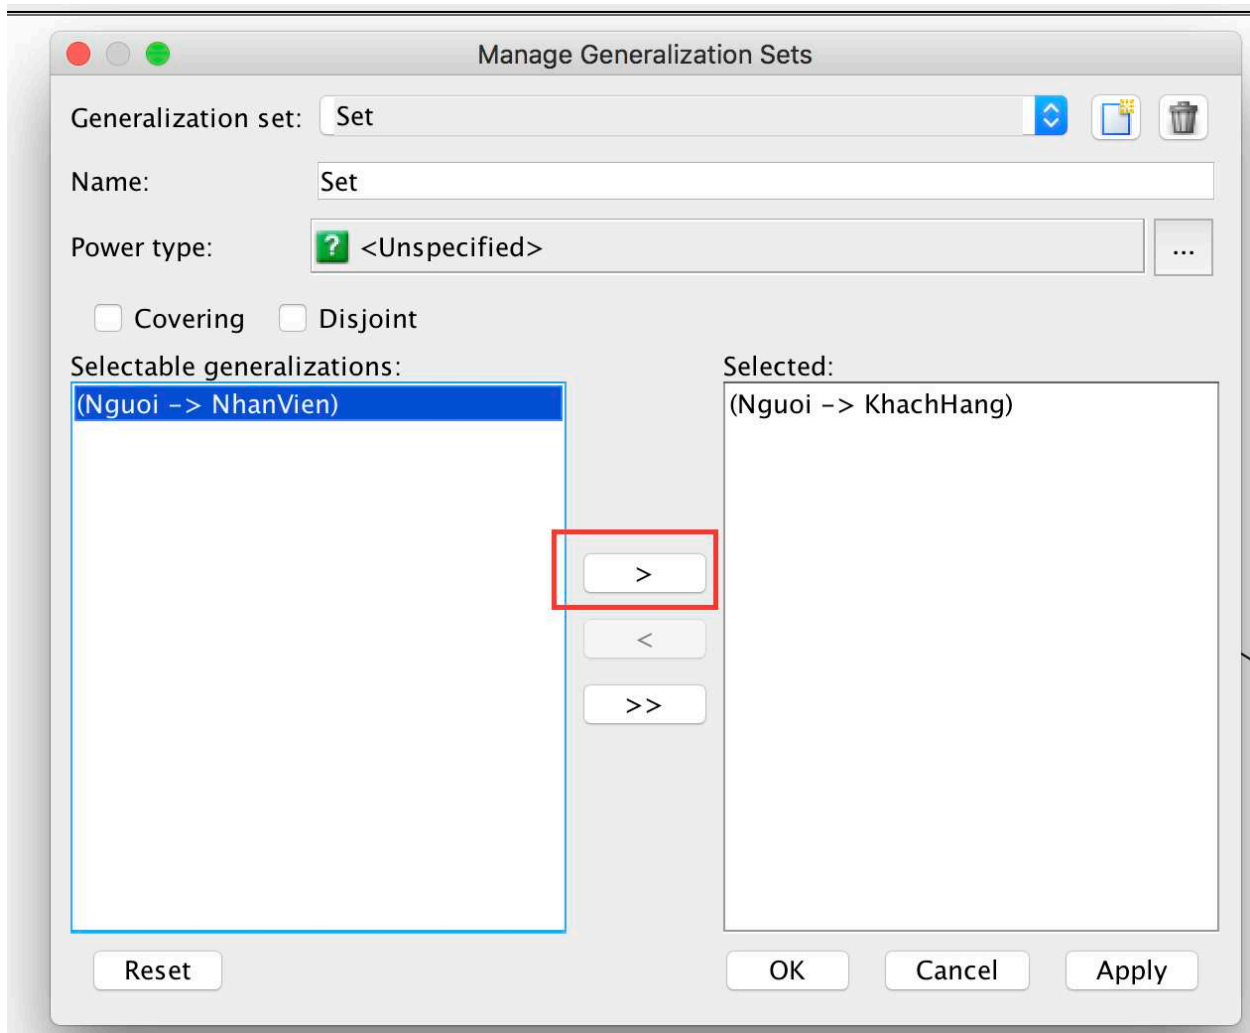 Manage Generalization Sets
Generalization set: Set
Name: Set
Power type: ? <Unspecified> ...
Covering Disjoint
Selectable generalizations: Selected:
(Nguoi -> NhanVien) (Nguoi -> KhachHang)
>
<
>>
Reset OK Cancel Apply